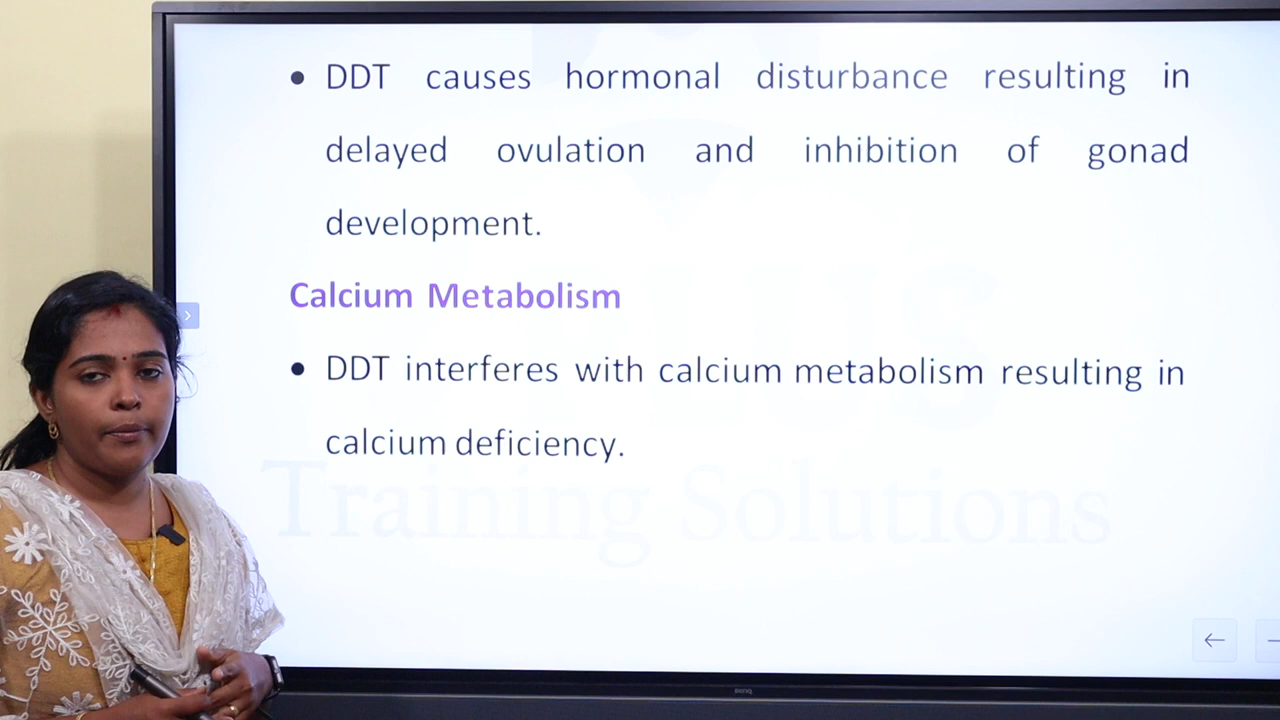 • DDT causes hormonal disturbance resulting in
delayed ovulation and inhibition of gonad
development.
Calcium Metabolism
• DDT interferes with calcium metabolism resulting in
calcium deficiency.
Training Solutions
BenQ